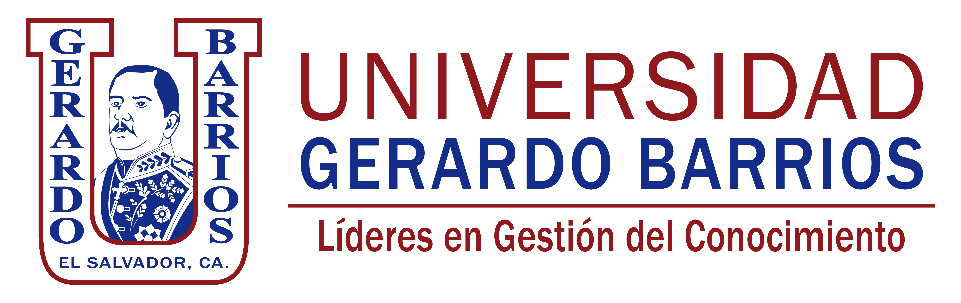 GERARDO
BARRIOS
EL SALVADOR, CA.
UNIVERSIDAD
GERARDO BARRIOS
Líderes en Gestión del Conocimiento